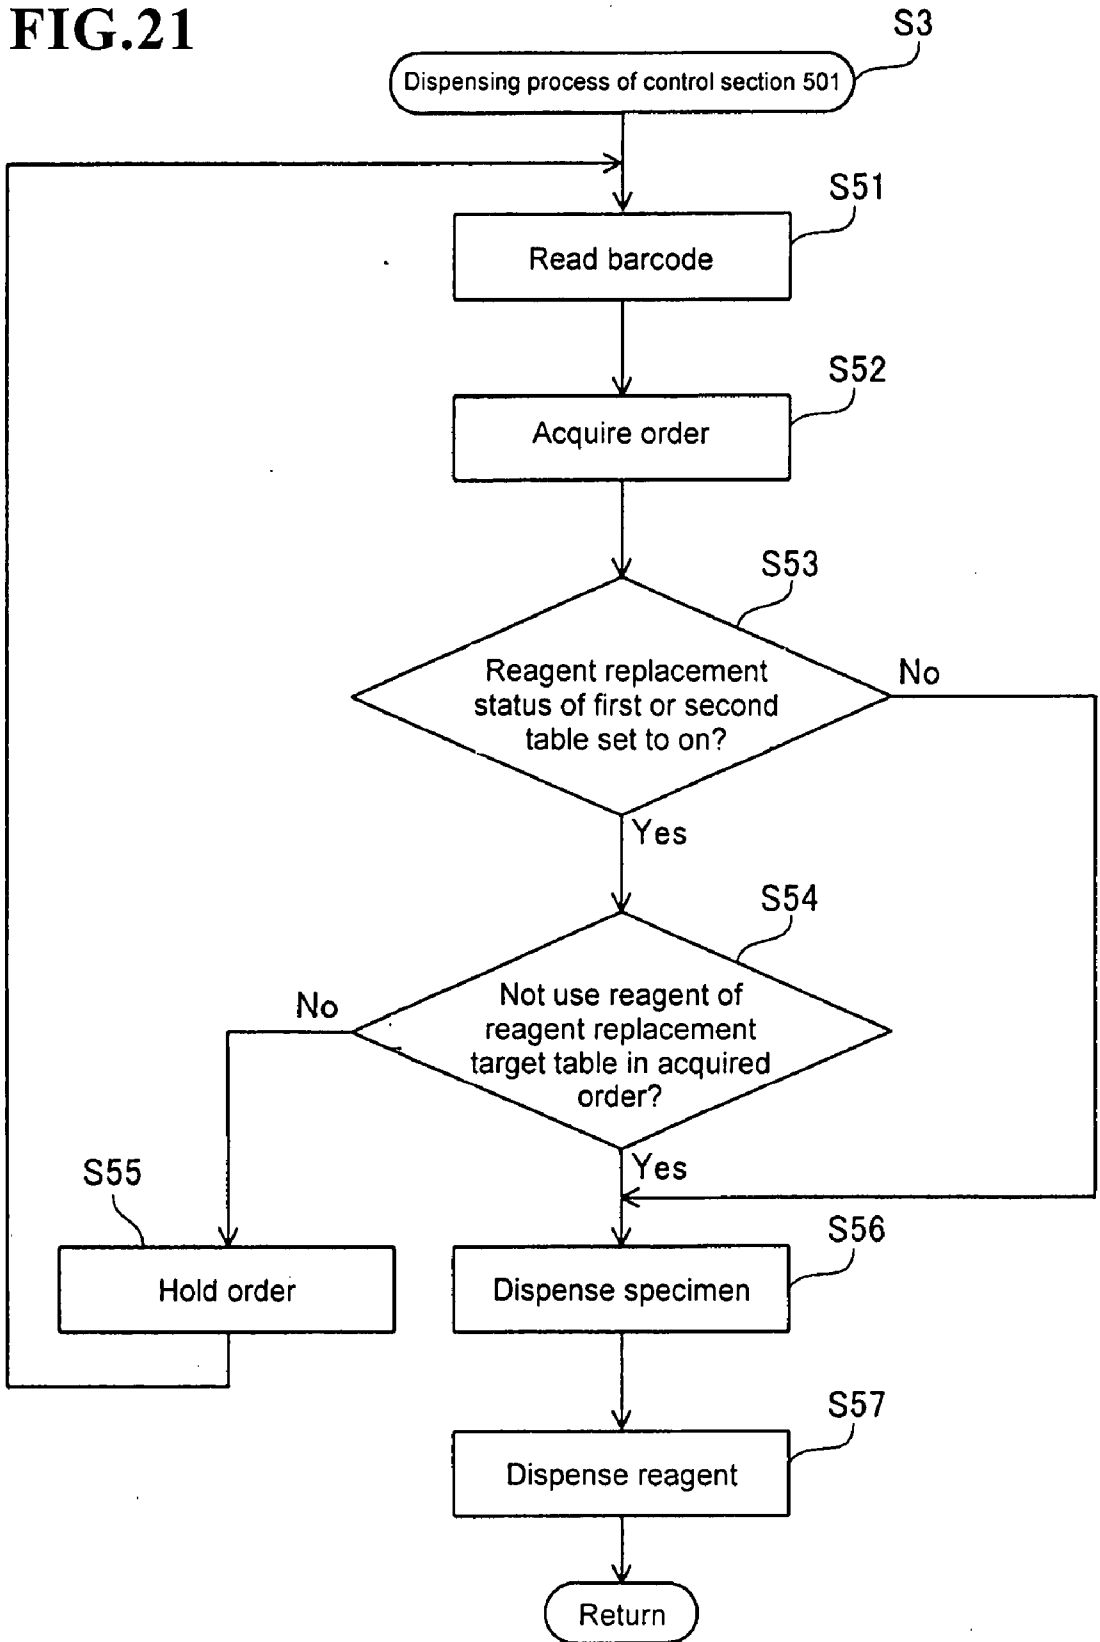 FIG.21
S3
Dispensing process of control section 501
S51
Read barcode
S52
Acquire order
S53
Reagent replacement
status of first or second
table set to on?
No
Yes
S54
Not use reagent of
reagent replacement
target table in acquired
order?
No
Yes
S55
Hold order
S56
Dispense specimen
S57
Dispense reagent
Return